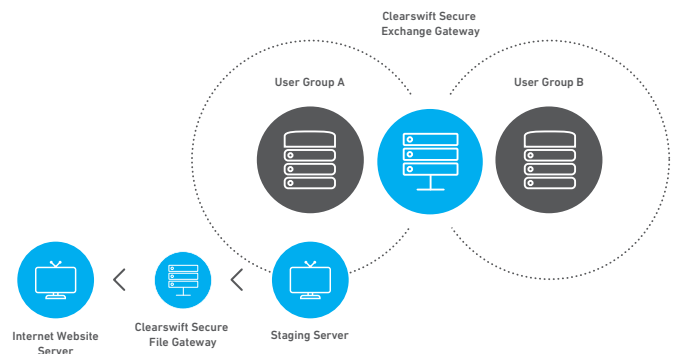 Clearswift Secure
Exchange Gateway
User Group A
User Group B
Internet Website
Server
Clearswift Secure
File Gateway
Staging Server